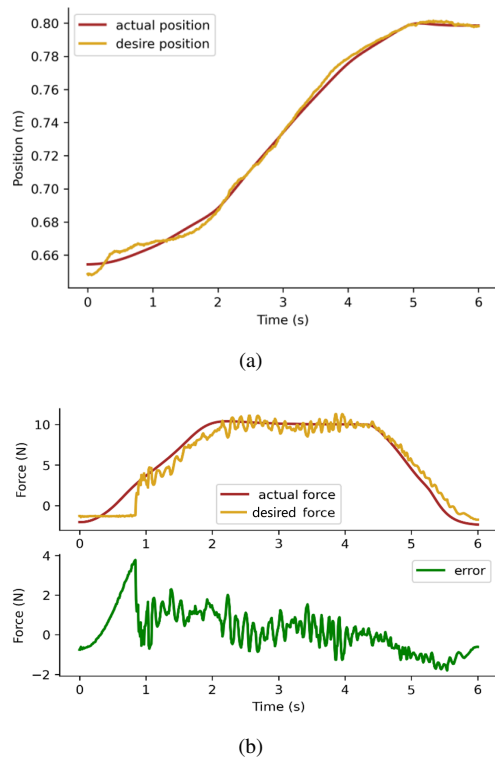 0.80
0.78
0.76
0.74
0.72
0.70
0.68
0.66
Position (m)
actual position
desire position
0 1 2 3 4 5 6
Time (s)
(a)
10
5
0
Force (N)
actual force
desired force
0 1 2 3 4 5 6
4
2
0
−2
Force (N)
error
0 1 2 3 4 5 6
Time (s)
(b)